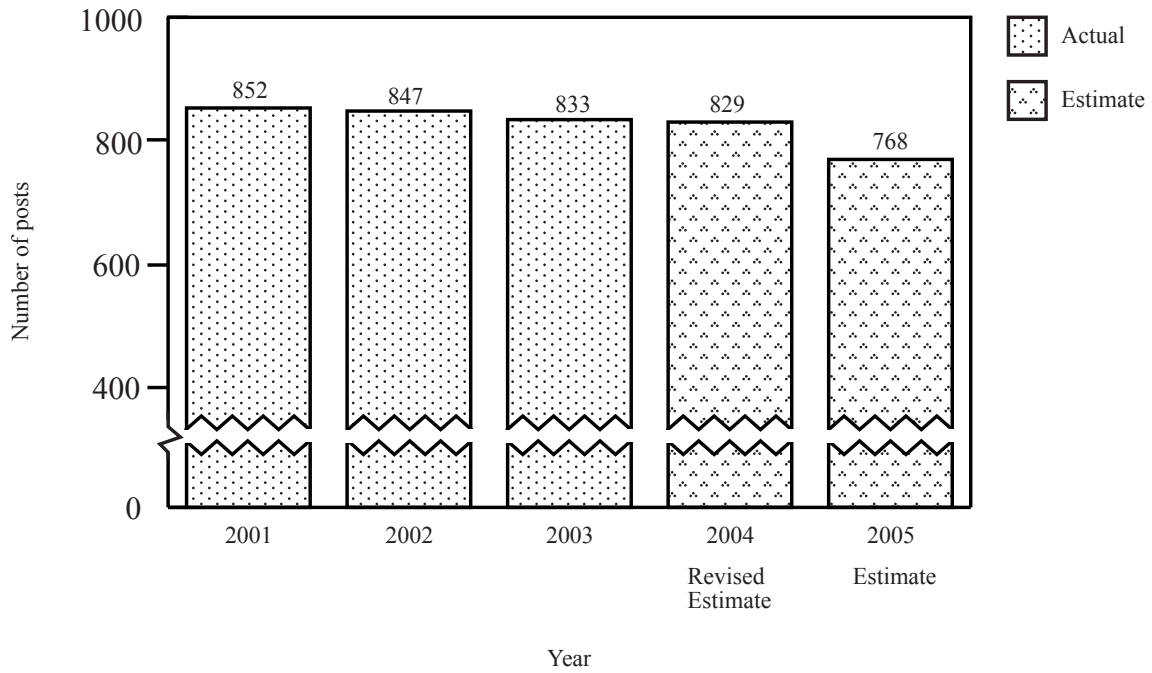 1000
800
600
400
0
Number of posts
852
847
833
829
768
2001
2002
2003
2004
2005
Revised
Estimate
Estimate
Year
Actual
Estimate